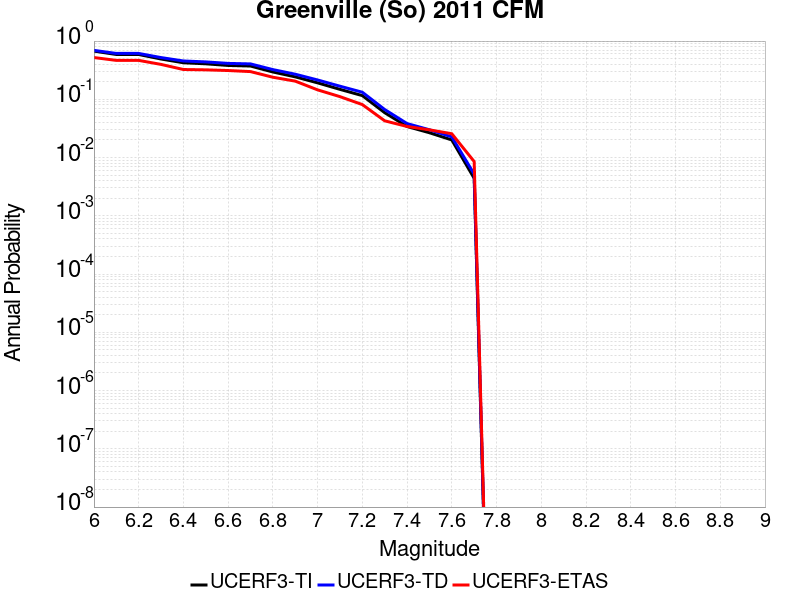 Greenville (So) 2011 CFM
10^0
10^-1
10^-2
10^-3
10^-4
10^-5
10^-6
10^-7
10^-8
Annual Probability
6 6.2 6.4 6.6 6.8 7 7.2 7.4 7.6 7.8 8 8.2 8.4 8.6 8.8 9
Magnitude
UCERF3-TI UCERF3-TD UCERF3-ETAS